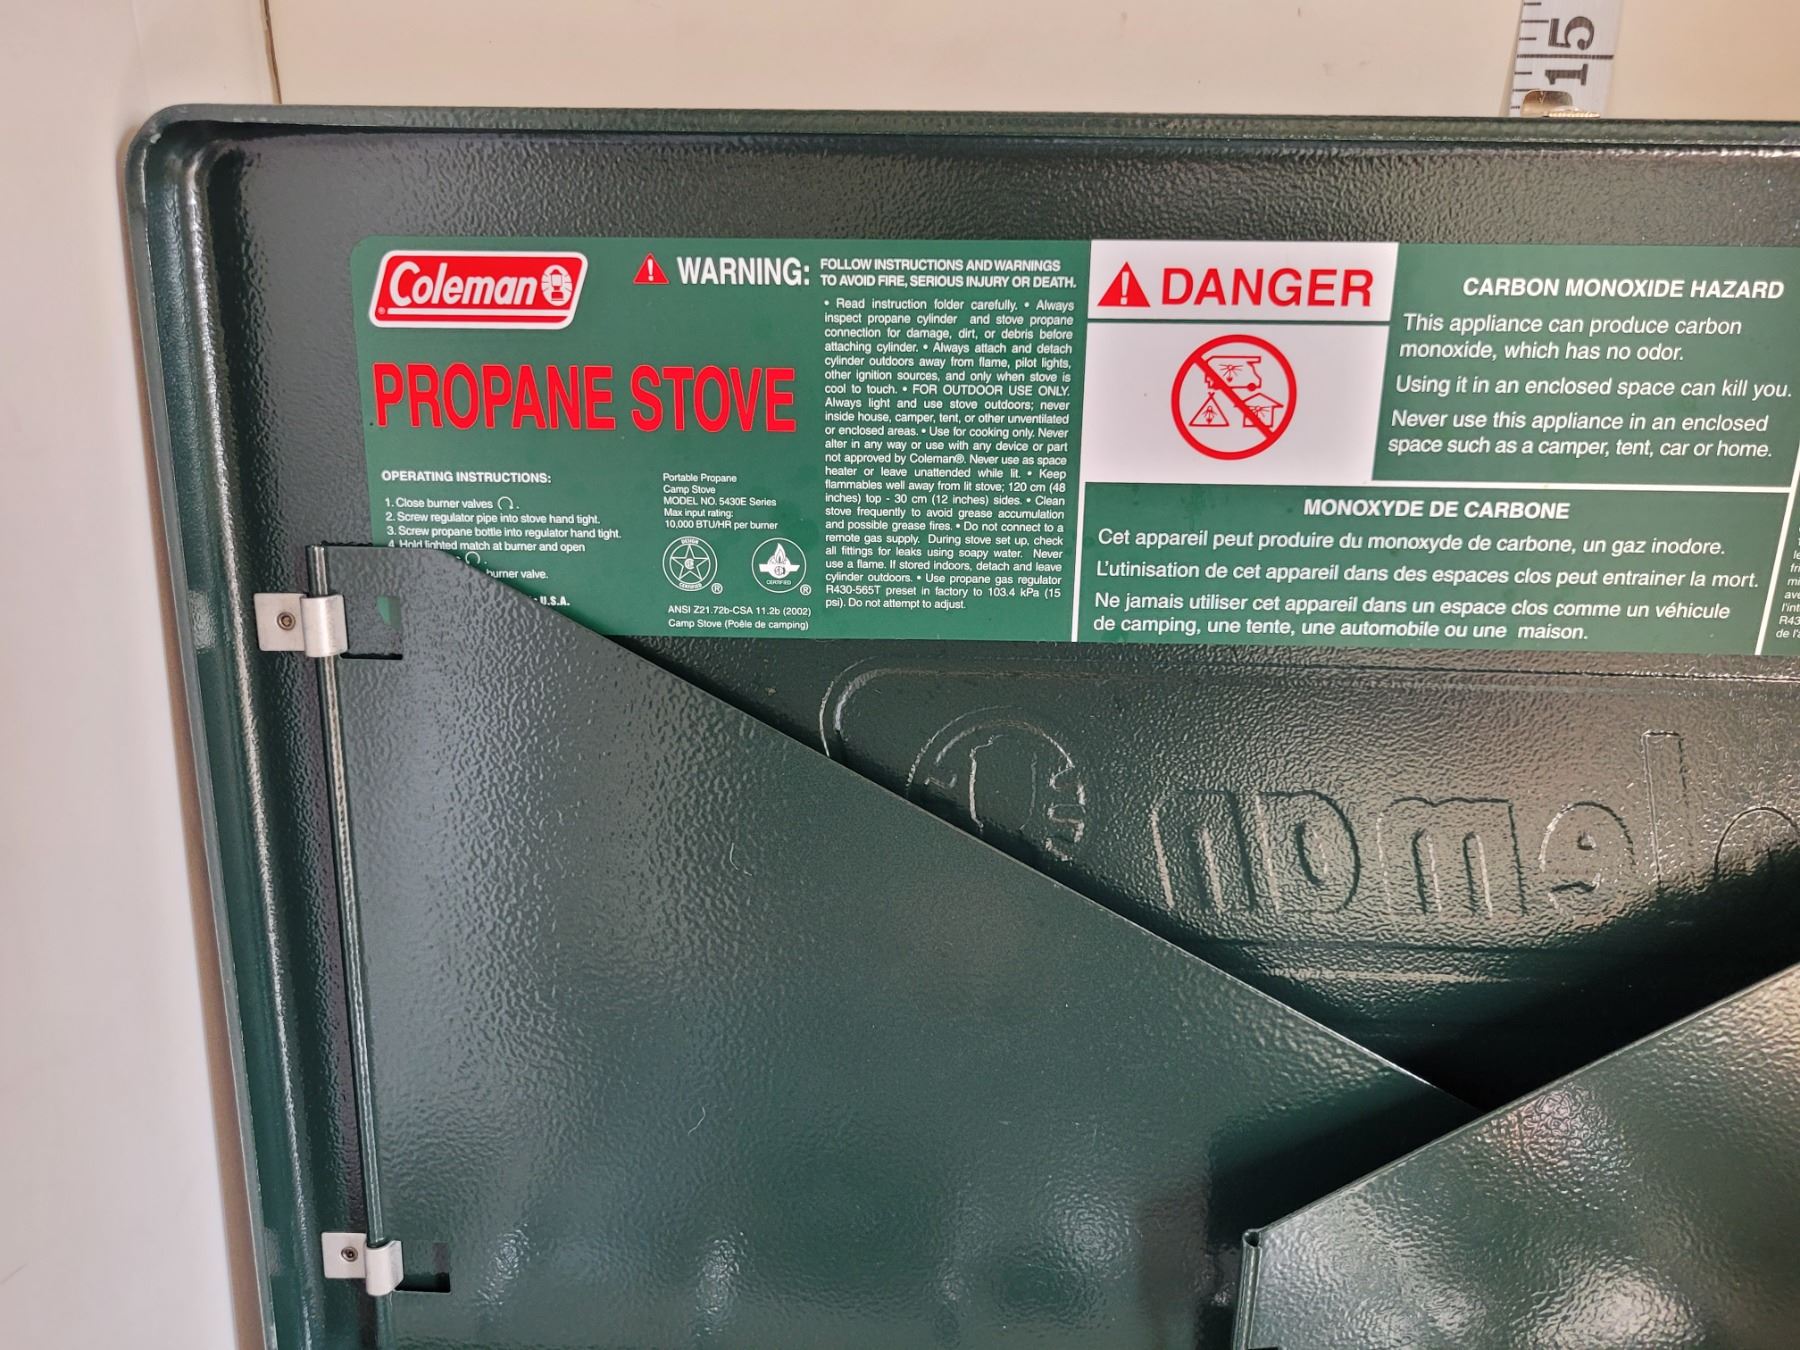 15
Coleman
®
PROPANE STOVE
OPERATING INSTRUCTIONS:
1. Close burner valves
2. Screw regulator pipe into stove hand tight.
3. Screw propane bottle into regulator hand tight.
4. Hold lighted match at burner and open
burner valve.
U.S.A.
Portable Propane
Camp Stove
MODEL NO. 5430E Series
Max input rating:
10,000 BTU/HR per burner
DESIGN
CERTIFIED
®
CERTIFIED
®
ANSI Z21.72b-CSA 11.2b (2002)
Camp Stove (Poêle de camping)
WARNING:
FOLLOW INSTRUCTIONS AND WARNINGS
TO AVOID FIRE, SERIOUS INJURY OR DEATH.
• Read instruction folder carefully. • Always
inspect propane cylinder and stove propane
connection for damage, dirt, or debris before
attaching cylinder. • Always attach and detach
cylinder outdoors away from flame, pilot lights,
other ignition sources, and only when stove is
cool to touch. • FOR OUTDOOR USE ONLY.
Always light and use stove outdoors; never
inside house, camper, tent, or other unventilated
or enclosed areas. • Use for cooking only. Never
alter in any way or use with any device or part
not approved by Coleman®. Never use as space
heater or leave unattended while lit. • Keep
flammables well away from lit stove; 120 cm (48
inches) top - 30 cm (12 inches) sides. • Clean
stove frequently to avoid grease accumulation
and possible grease fires. • Do not connect to a
remote gas supply. During stove set up, check
all fittings for leaks using soapy water. Never
use a flame. If stored indoors, detach and leave
cylinder outdoors. • Use propane gas regulator
R430-565T preset in factory to 103.4 kPa (15
psi). Do not attempt to adjust.
DANGER
CARBON MONOXIDE HAZARD
This appliance can produce carbon
monoxide, which has no odor.
Using it in an enclosed space can kill you.
Never use this appliance in an enclosed
space such as a camper, tent, car or home.
MONOXYDE DE CARBONE
Cet appareil peut produire du monoxyde de carbone, un gaz inodore.
L'utinisation de cet appareil dans des espaces clos peut entrainer la mort.
Ne jamais utiliser cet appareil dans un espace clos comme un véhicule
de camping, une tente, une automobile ou une maison.
R43